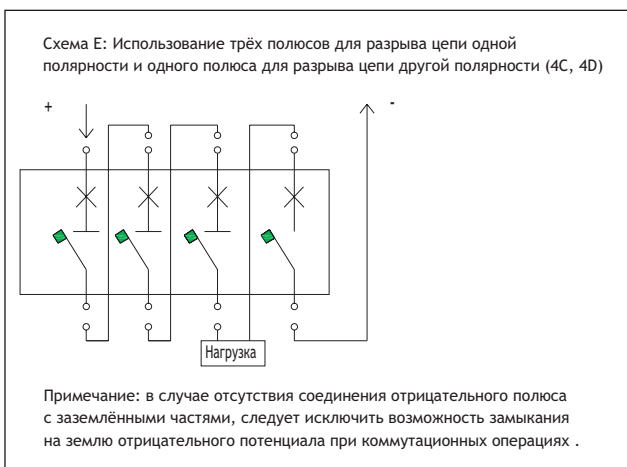 Схема E: Использование трёх полюсов для разрыва цепи одной
полярности и одного полюса для разрыва цепи другой полярности (4C, 4D)
+ -
Нагрузка
Примечание: в случае отсутствия соединения отрицательного полюса
с заземлёнными частями, следует исключить возможность замыкания
на землю отрицательного потенциала при коммутационных операциях .